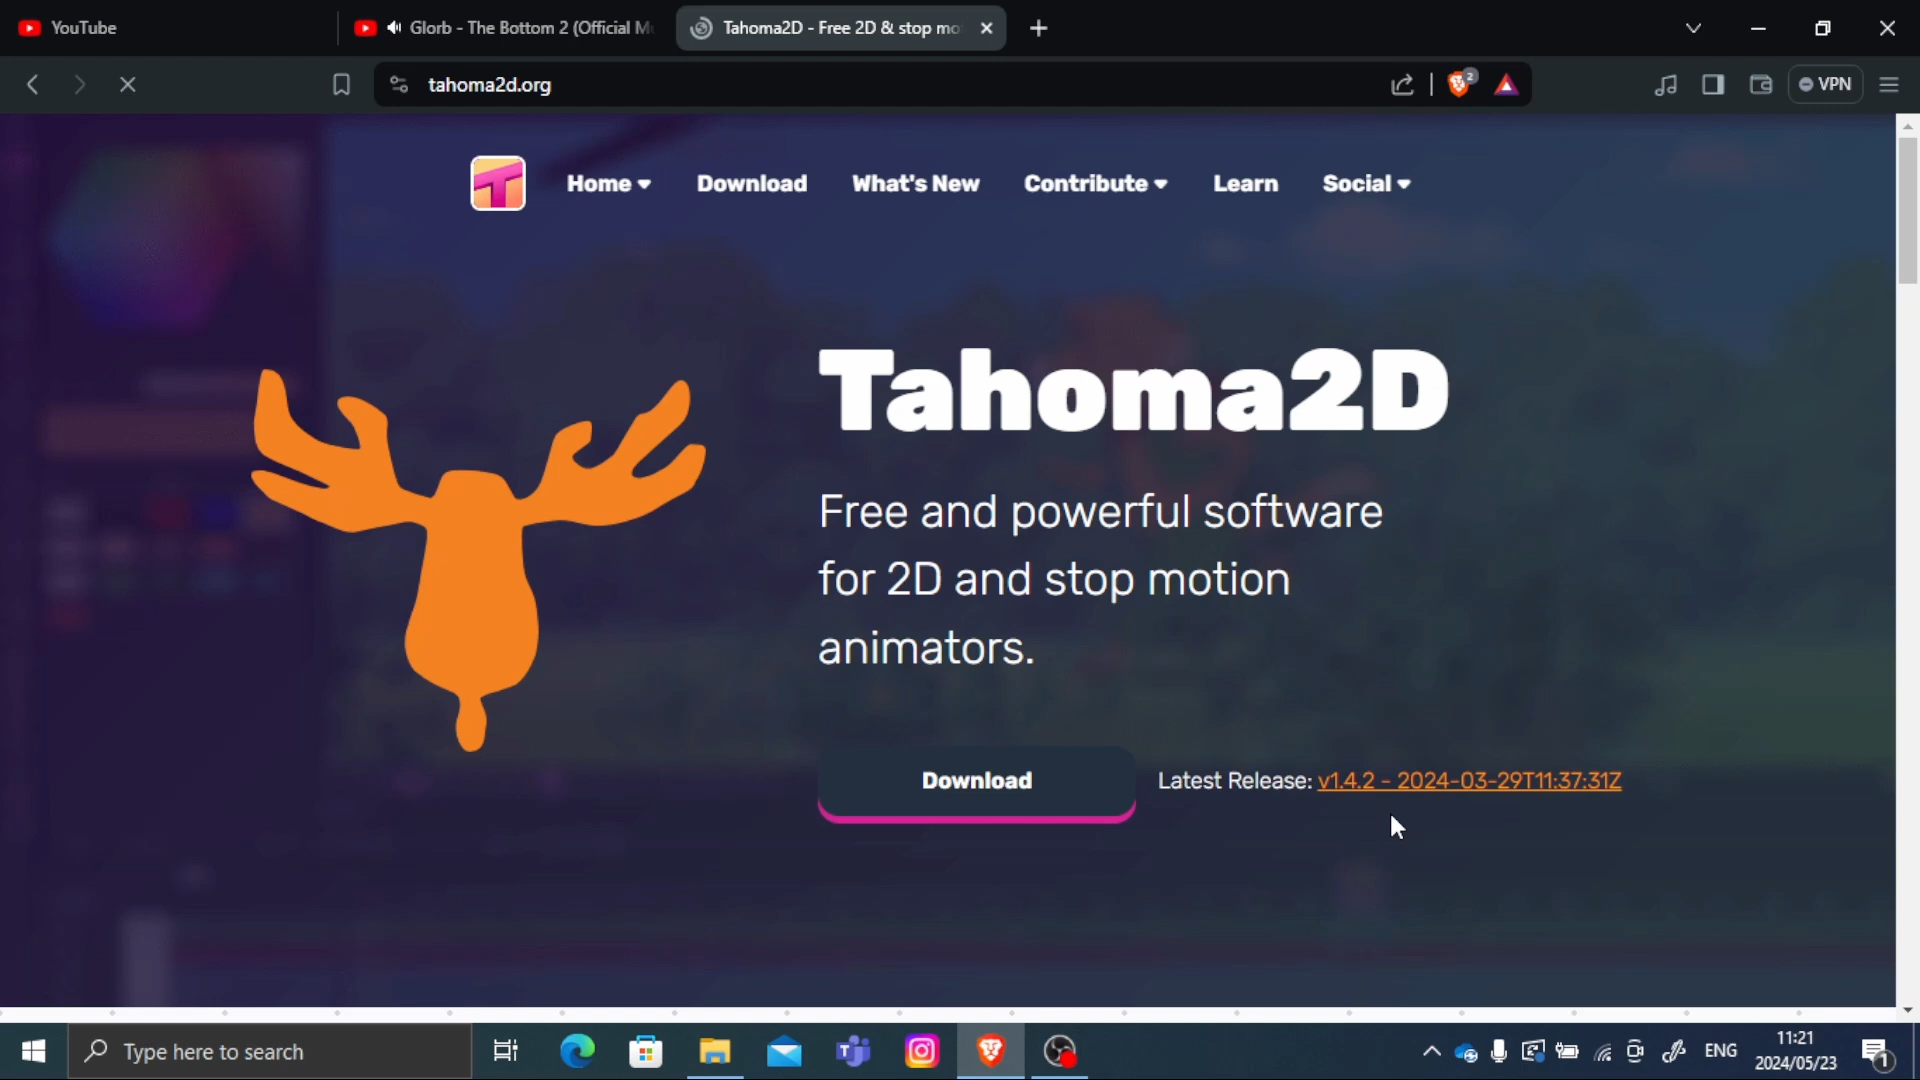 YouTube
Glorb - The Bottom 2 (Official M
Tahoma2D - Free 2D & stop mo
tahoma2d.org
2
VPN
Home
Download
What's New
Contribute
Learn
Social
Tahoma2D
Free and powerful software
for 2D and stop motion
animators.
Download
Latest Release: v1.4.2 - 2024-03-29T11:37:31Z
Type here to search
ENG
11:21
2024/05/23
1